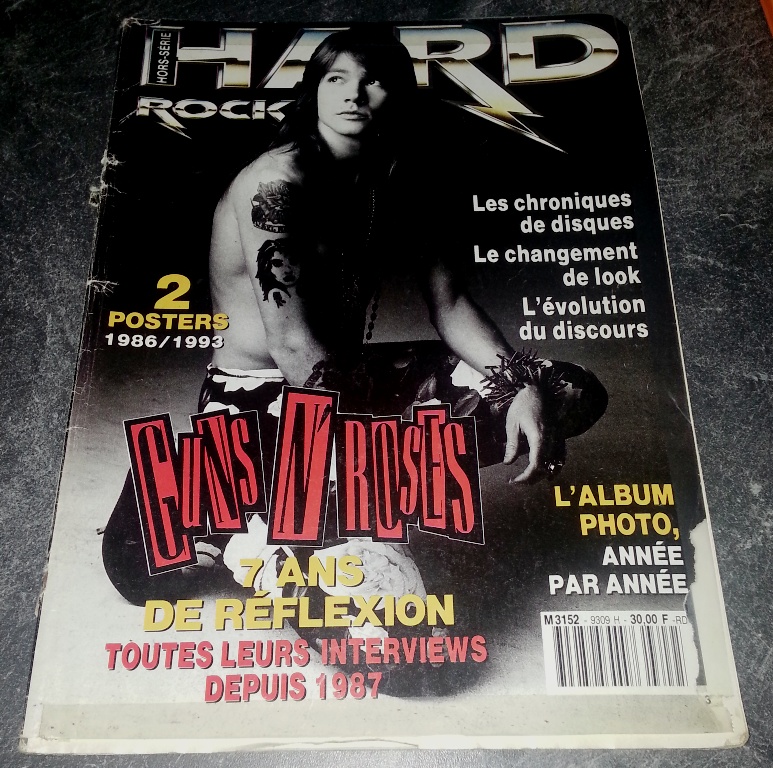 HORS-SÉRIE
HARD
ROCK
Les chroniques
de disques
Le changement
de look
L'évolution
du discours
2
POSTERS
1986/1993
GUNS N' ROSES
7 ANS
DE RÉFLEXION
TOUTES LEURS INTERVIEWS
DEPUIS 1987
L'ALBUM
PHOTO,
ANNÉE
PAR ANNÉE
M 3152 - 9309 H - 30,00 F -RD
3